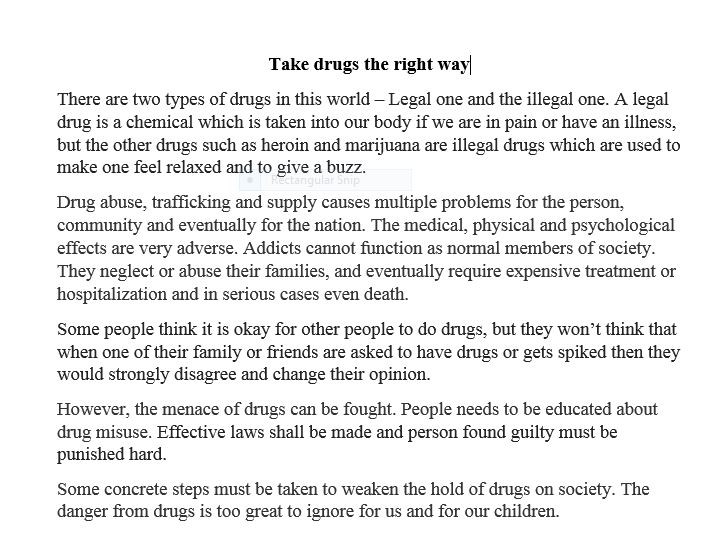 Take drugs the right way
There are two types of drugs in this world – Legal one and the illegal one. A legal
drug is a chemical which is taken into our body if we are in pain or have an illness,
but the other drugs such as heroin and marijuana are illegal drugs which are used to
make one feel relaxed and to give a buzz.
Rectangular Snip
Drug abuse, trafficking and supply causes multiple problems for the person,
community and eventually for the nation. The medical, physical and psychological
effects are very adverse. Addicts cannot function as normal members of society.
They neglect or abuse their families, and eventually require expensive treatment or
hospitalization and in serious cases even death.
Some people think it is okay for other people to do drugs, but they won’t think that
when one of their family or friends are asked to have drugs or gets spiked then they
would strongly disagree and change their opinion.
However, the menace of drugs can be fought. People needs to be educated about
drug misuse. Effective laws shall be made and person found guilty must be
punished hard.
Some concrete steps must be taken to weaken the hold of drugs on society. The
danger from drugs is too great to ignore for us and for our children.